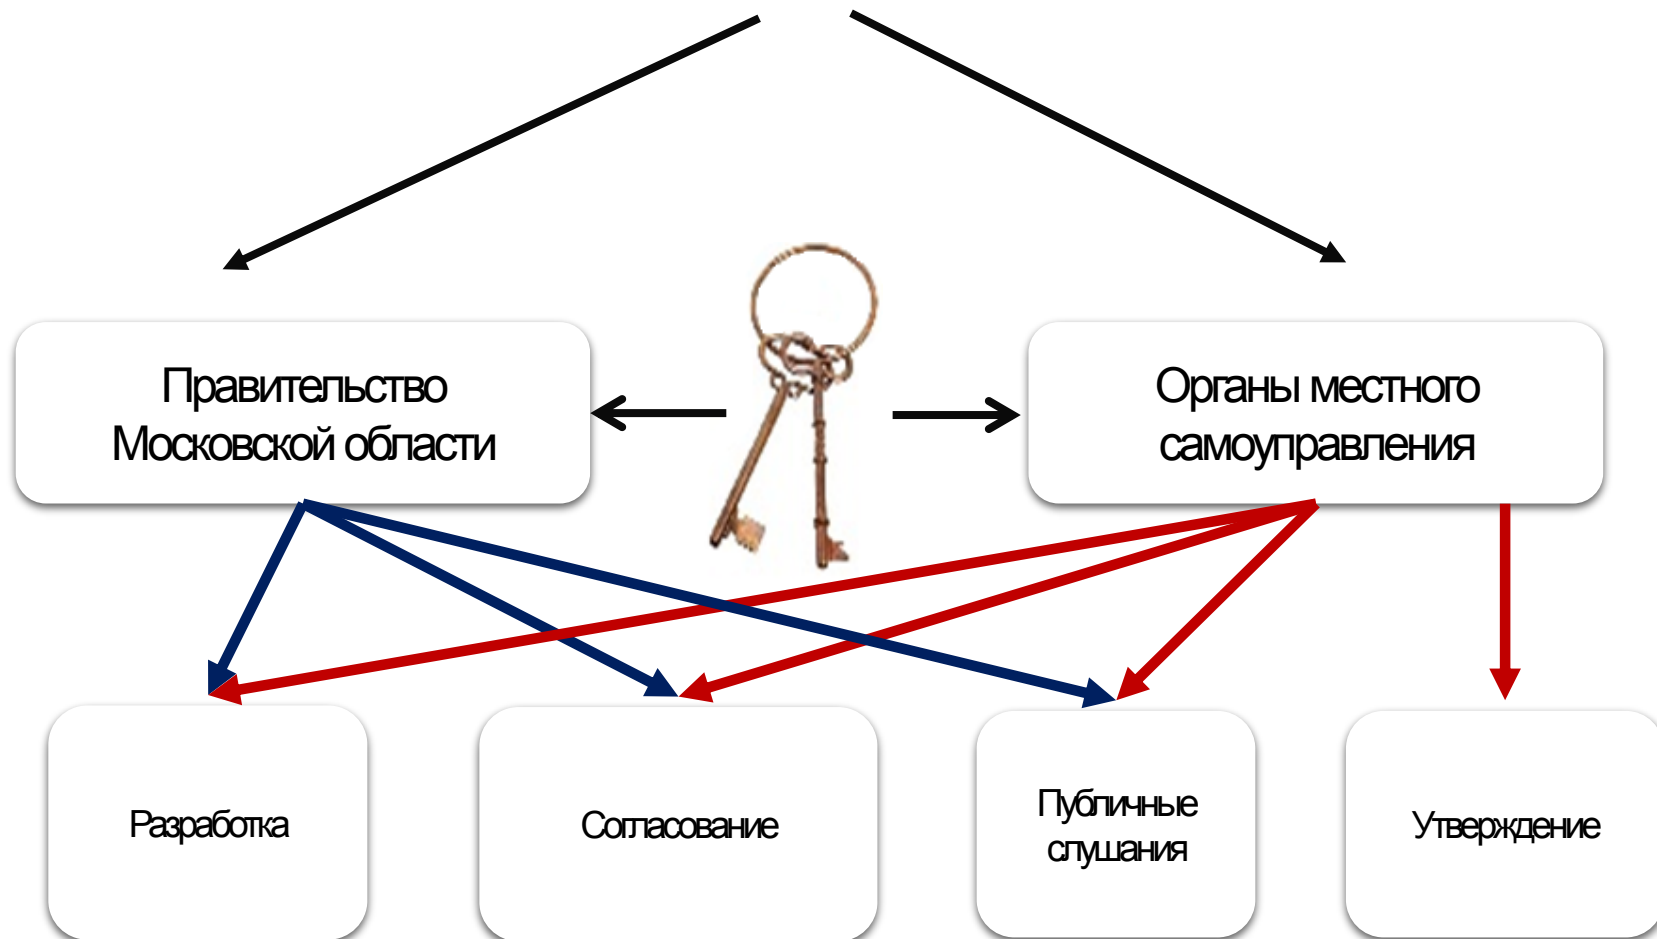 Правительство
Московской области
Органы местного
самоуправления
Разработка
Согласование
Публичные
слушания
Утверждение